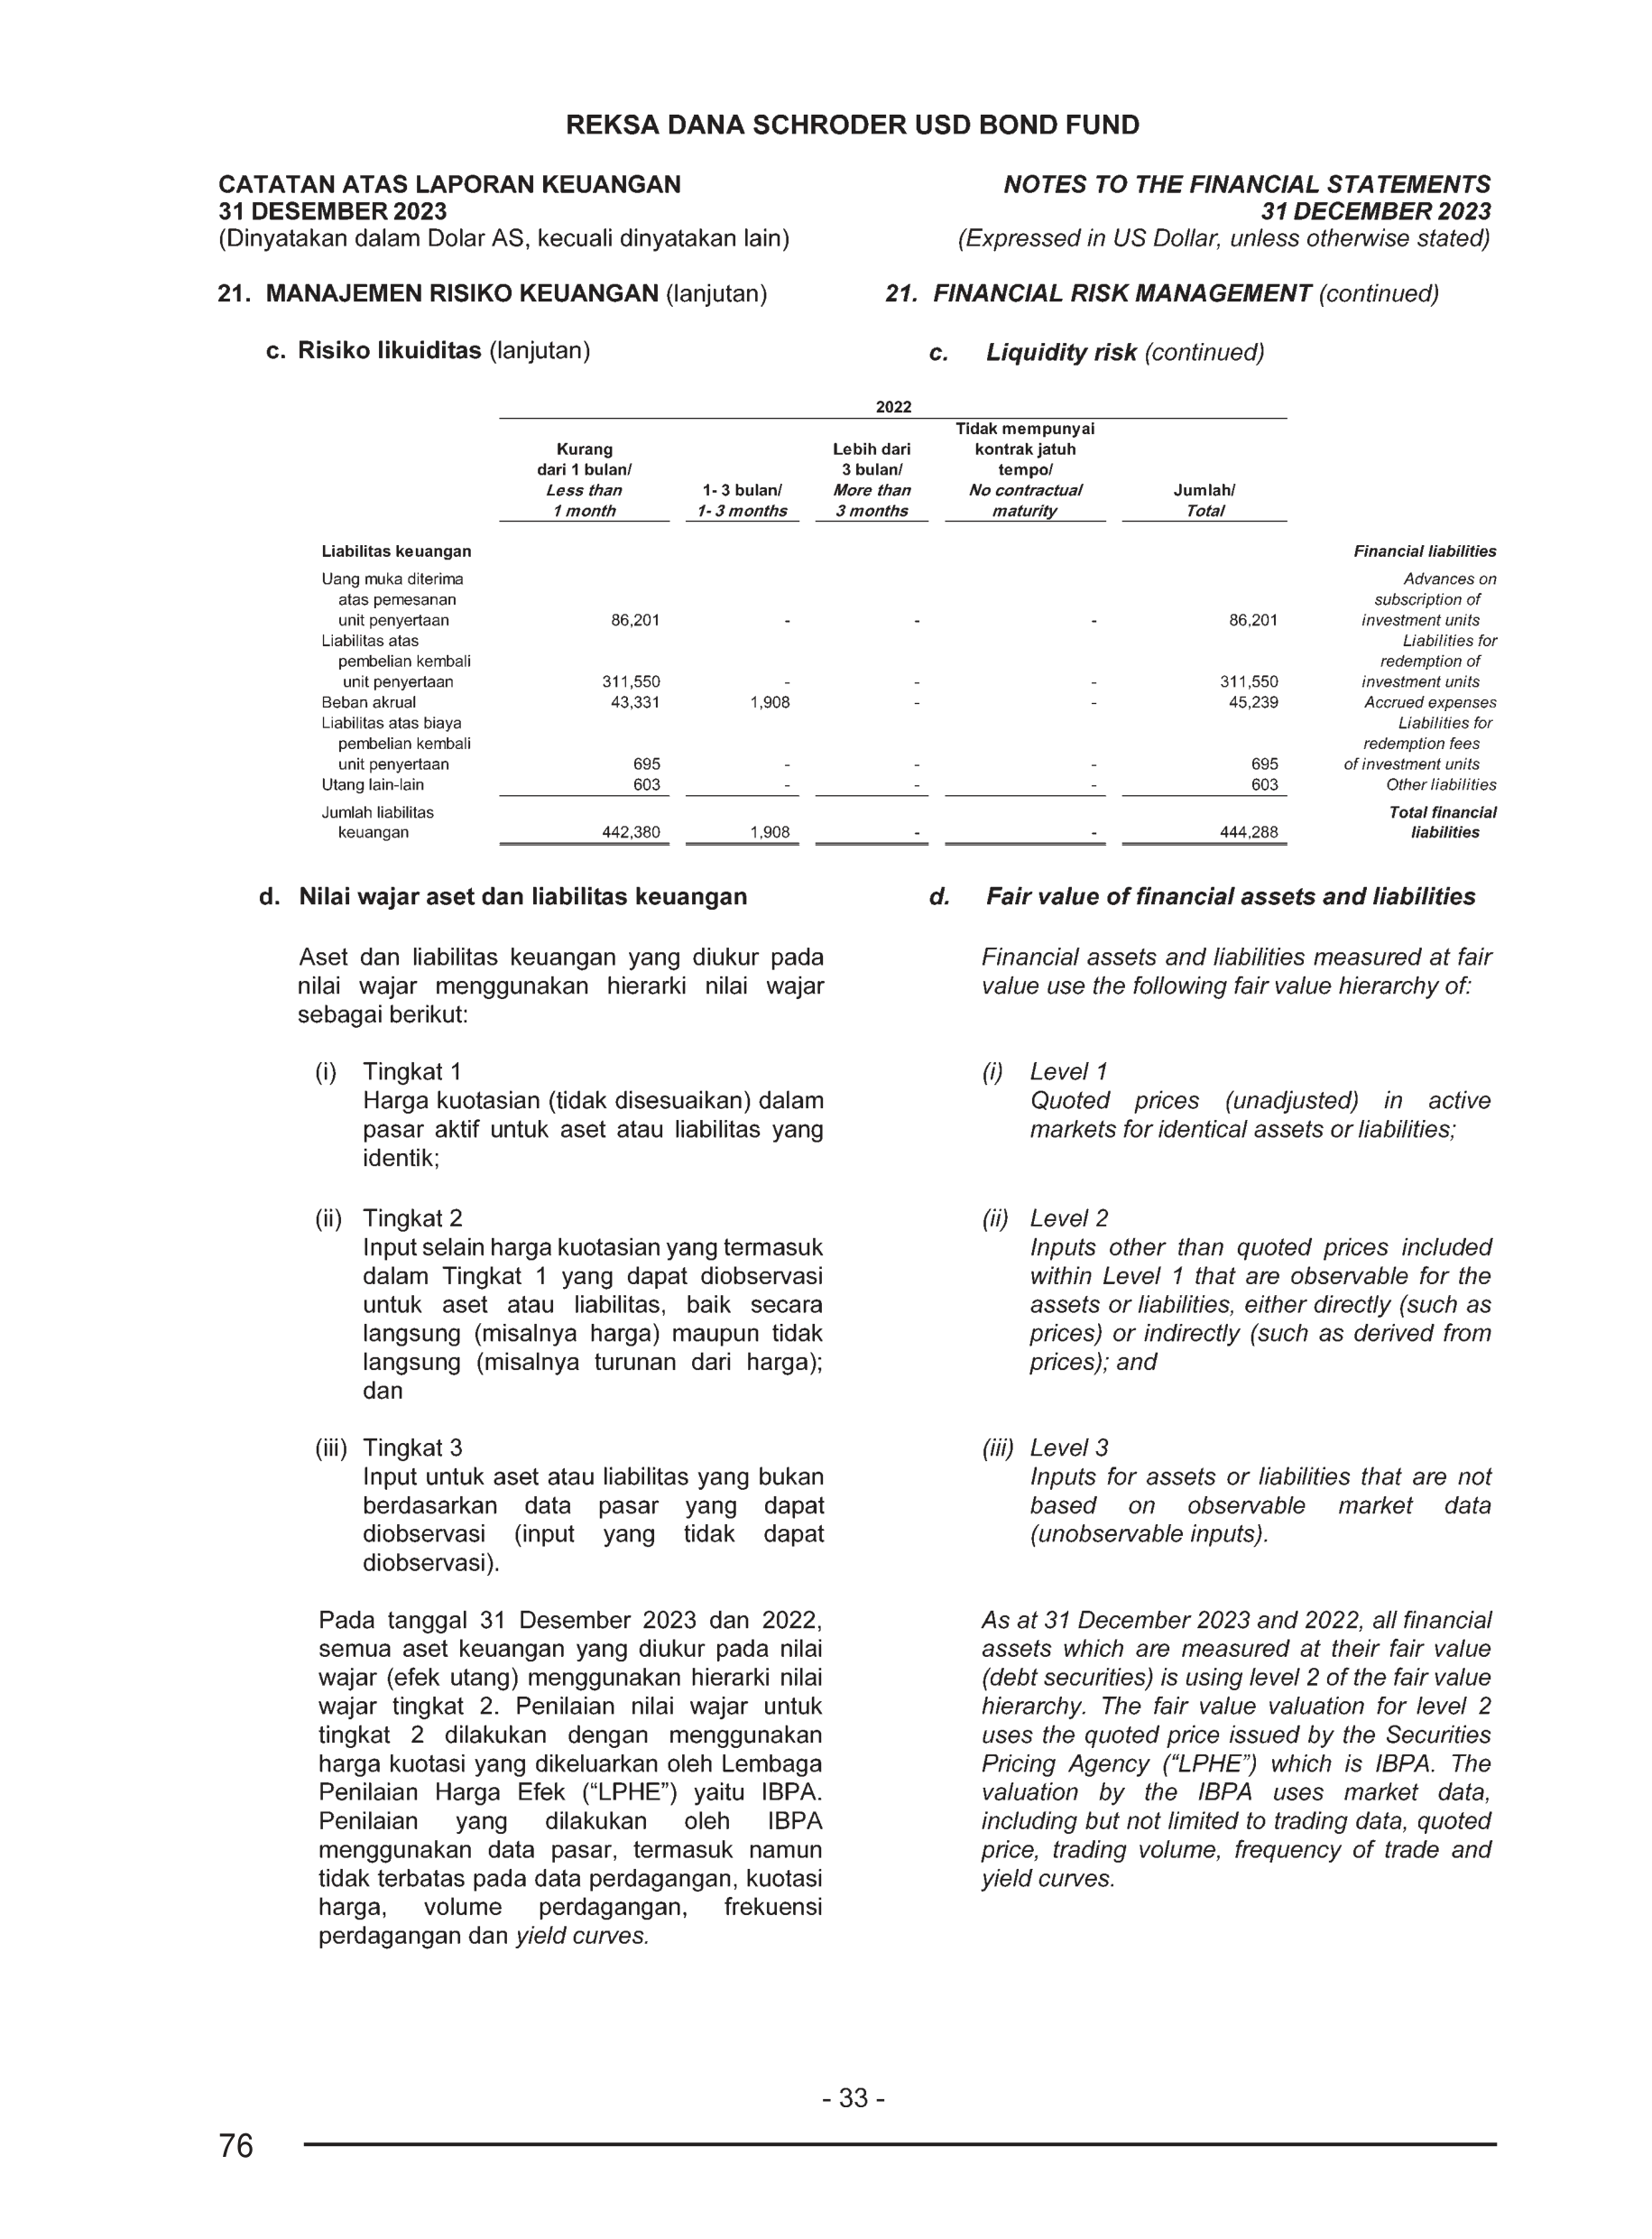 REKSA DANA SCHRODER USD BOND FUND
CATATAN ATAS LAPORAN KEUANGAN
31 DESEMBER 2023
(Dinyatakan dalam Dolar AS, kecuali dinyatakan lain)
NOTES TO THE FINANCIAL STATEMENTS
31 DECEMBER 2023
(Expressed in US Dollar, unless otherwise stated)
21. MANAJEMEN RISIKO KEUANGAN (lanjutan)
21. FINANCIAL RISK MANAGEMENT (continued)
c. Risiko likuiditas (lanjutan)
c. Liquidity risk (continued)
2022
Kurang
dari 1 bulan/
Less than
1 month
1- 3 bulan/
1- 3 months
Lebih dari
3 bulan/
More than
3 months
Tidak mempunyai
kontrak jatuh
tempo/
No contractual
maturity
Jumlah/
Total
Liabilitas keuangan Financial liabilities
Uang muka diterima Advances on
atas pemesanan subscription of
unit penyertaan 86,201 - - - 86,201 investment units
Liabilitas atas Liabilities for
pembelian kembali redemption of
unit penyertaan 311,550 - - - 311,550 investment units
Beban akrual 43,331 1,908 - - 45,239 Accrued expenses
Liabilitas atas biaya Liabilities for
pembelian kembali redemption fees
unit penyertaan 695 - - - 695 of investment units
Utang lain-lain 603 - - - 603 Other liabilities
Jumlah liabilitas Total financial
keuangan 442,380 1,908 - - 444,288 liabilities
d. Nilai wajar aset dan liabilitas keuangan
Aset dan liabilitas keuangan yang diukur pada
nilai wajar menggunakan hierarki nilai wajar
sebagai berikut:
(i) Tingkat 1
Harga kuotasian (tidak disesuaikan) dalam
pasar aktif untuk aset atau liabilitas yang
identik;
(ii) Tingkat 2
Input selain harga kuotasian yang termasuk
dalam Tingkat 1 yang dapat diobservasi
untuk aset atau liabilitas, baik secara
langsung (misalnya harga) maupun tidak
langsung (misalnya turunan dari harga);
dan
(iii) Tingkat 3
Input untuk aset atau liabilitas yang bukan
berdasarkan data pasar yang dapat
diobservasi (input yang tidak dapat
diobservasi).
Pada tanggal 31 Desember 2023 dan 2022,
semua aset keuangan yang diukur pada nilai
wajar (efek utang) menggunakan hierarki nilai
wajar tingkat 2. Penilaian nilai wajar untuk
tingkat 2 dilakukan dengan menggunakan
harga kuotasi yang dikeluarkan oleh Lembaga
Penilaian Harga Efek (“LPHE”) yaitu IBPA.
Penilaian yang dilakukan oleh IBPA
menggunakan data pasar, termasuk namun
tidak terbatas pada data perdagangan, kuotasi
harga, volume perdagangan, frekuensi
perdagangan dan yield curves.
d. Fair value of financial assets and liabilities
Financial assets and liabilities measured at fair
value use the following fair value hierarchy of:
(i) Level 1
Quoted prices (unadjusted) in active
markets for identical assets or liabilities;
(ii) Level 2
Inputs other than quoted prices included
within Level 1 that are observable for the
assets or liabilities, either directly (such as
prices) or indirectly (such as derived from
prices); and
(iii) Level 3
Inputs for assets or liabilities that are not
based on observable market data
(unobservable inputs).
As at 31 December 2023 and 2022, all financial
assets which are measured at their fair value
(debt securities) is using level 2 of the fair value
hierarchy. The fair value valuation for level 2
uses the quoted price issued by the Securities
Pricing Agency (“LPHE”) which is IBPA. The
valuation by the IBPA uses market data,
including but not limited to trading data, quoted
price, trading volume, frequency of trade and
yield curves.
- 33 -
76